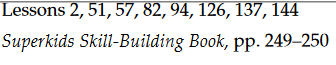 Lessons 2, 51, 57, 82, 94, 126, 137, 144
Superkids Skill-Building Book, pp. 249–250